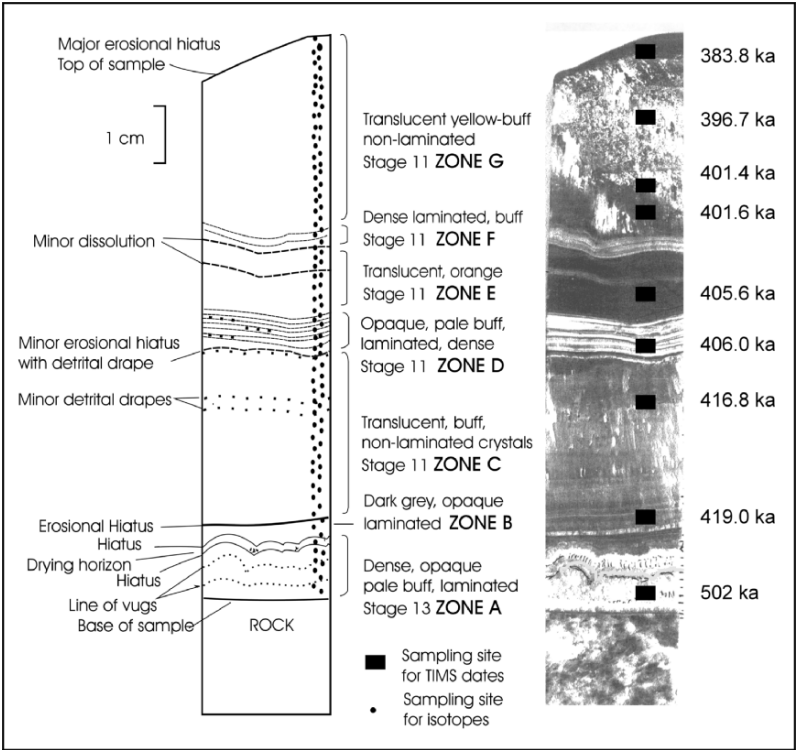 Major erosional hiatus
Top of sample
1 cm
Minor dissolution
Minor erosional hiatus
with detrital drape
Minor detrital drapes
Erosional Hiatus
Hiatus
Drying horizon
Hiatus
Line of vugs
Base of sample
ROCK
Translucent yellow-buff
non-laminated
Stage 11 ZONE G
Dense laminated, buff
Stage 11 ZONE F
Translucent, orange
Stage 11 ZONE E
Opaque, pale buff,
laminated, dense
Stage 11 ZONE D
Translucent, buff,
non-laminated crystals
Stage 11 ZONE C
Dark grey, opaque
laminated ZONE B
Dense, opaque
pale buff, laminated
Stage 13 ZONE A
Sampling site
for TIMS dates
Sampling site
for isotopes
383.8 ka
396.7 ka
401.4 ka
401.6 ka
405.6 ka
406.0 ka
416.8 ka
419.0 ka
502 ka